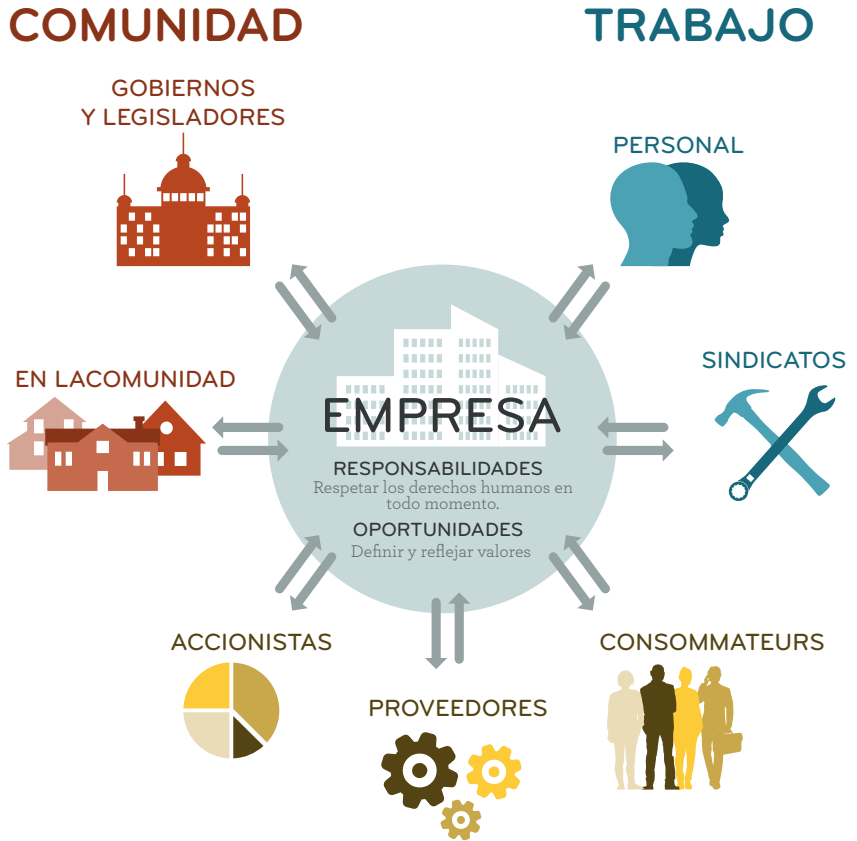 COMUNIDAD
TRABAJO
GOBIERNOS
Y LEGISLADORES
PERSONAL
EN LACOMUNIDAD
SINDICATOS
EMPRESA
RESPONSABILIDADES
Respetar los derechos humanos en
todo momento.
OPORTUNIDADES
Definir y reflejar valores
ACCIONISTAS
CONSOMMATEURS
PROVEEDORES